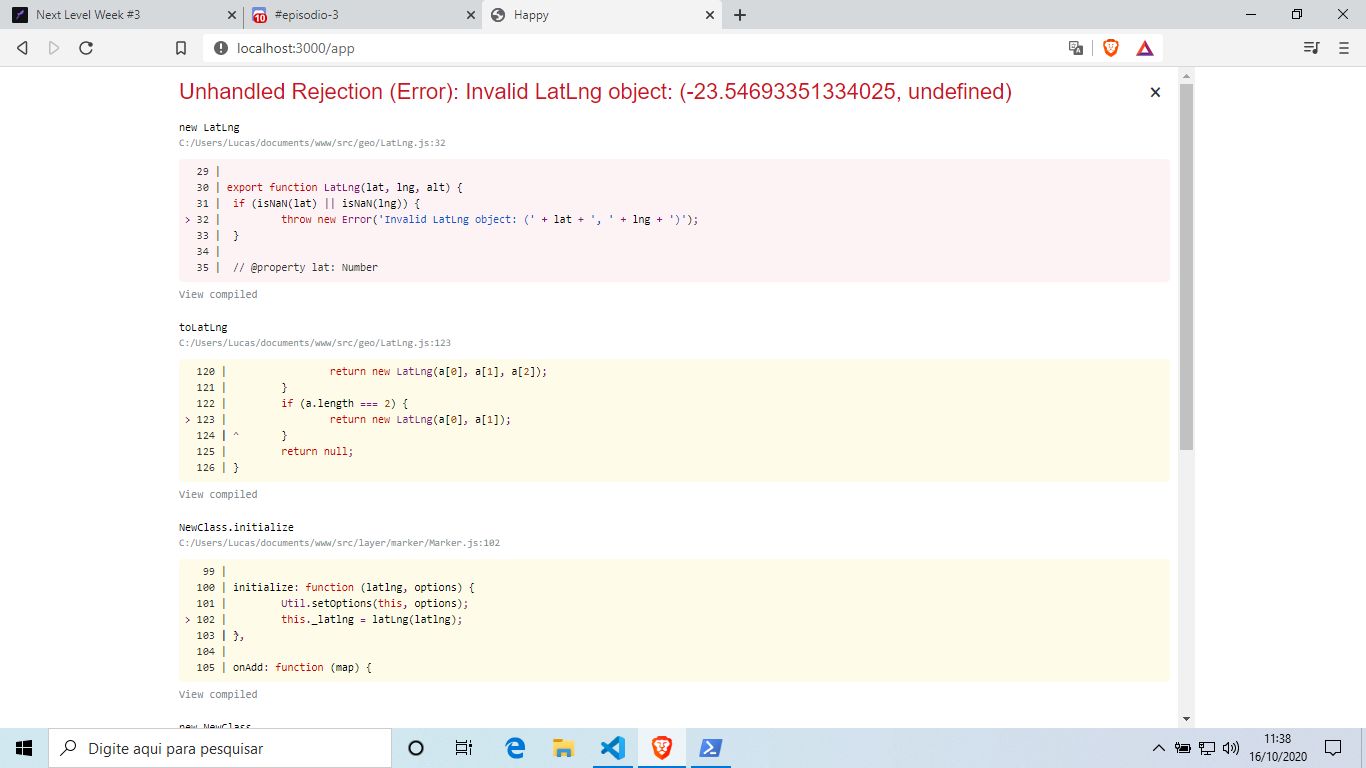 Next Level Week #3
10
#episodio-3
Happy
localhost:3000/app
Unhandled Rejection (Error): Invalid LatLng object: (-23.54693351334025, undefined)
new LatLng
C:/Users/Lucas/documents/www/src/geo/LatLng.js:32
29 |
30 | export function LatLng(lat, lng, alt) {
31 | if (isNaN(lat) || isNaN(lng)) {
> 32 | throw new Error('Invalid LatLng object: (' + lat + ', ' + lng + ')');
33 | }
34 |
35 | // @property lat: Number
View compiled
toLatLng
C:/Users/Lucas/documents/www/src/geo/LatLng.js:123
120 | return new LatLng(a[0], a[1], a[2]);
121 | }
122 | if (a.length === 2) {
> 123 | return new LatLng(a[0], a[1]);
124 | ^ }
125 | return null;
126 | }
View compiled
NewClass.initialize
C:/Users/Lucas/documents/www/src/layer/marker/Marker.js:102
99 |
100 | initialize: function (latlng, options) {
101 | Util.setOptions(this, options);
> 102 | this._latlng = latLng(latlng);
103 | },
104 |
105 | onAdd: function (map) {
View compiled
new NewClass
Digite aqui para pesquisar
11:38
16/10/2020